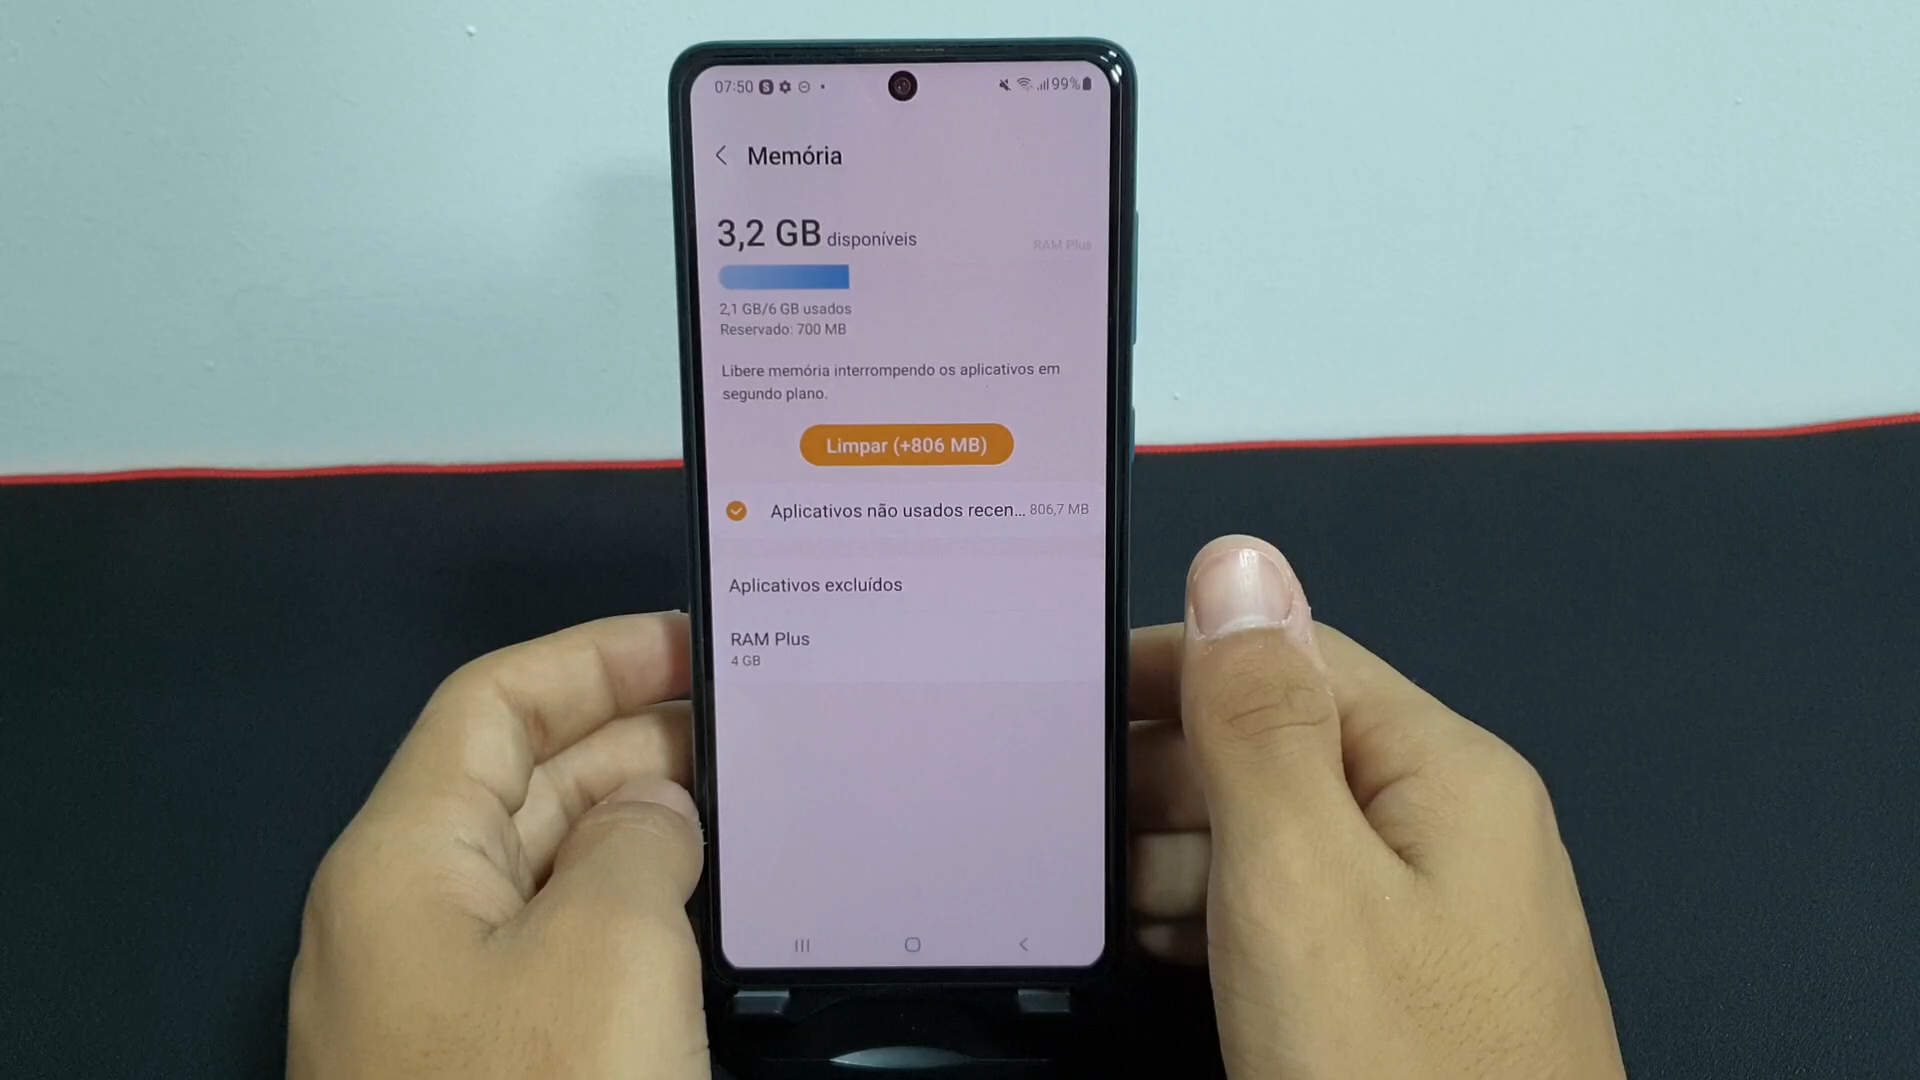 07:50
99%
Memória
3,2 GB disponíveis
RAM Plus
2,1 GB/6 GB usados
Reservado: 700 MB
Libere memória interrompendo os aplicativos em
segundo plano.
Limpar (+806 MB)
Aplicativos não usados recen... 806,7 MB
Aplicativos excluídos
RAM Plus
4 GB